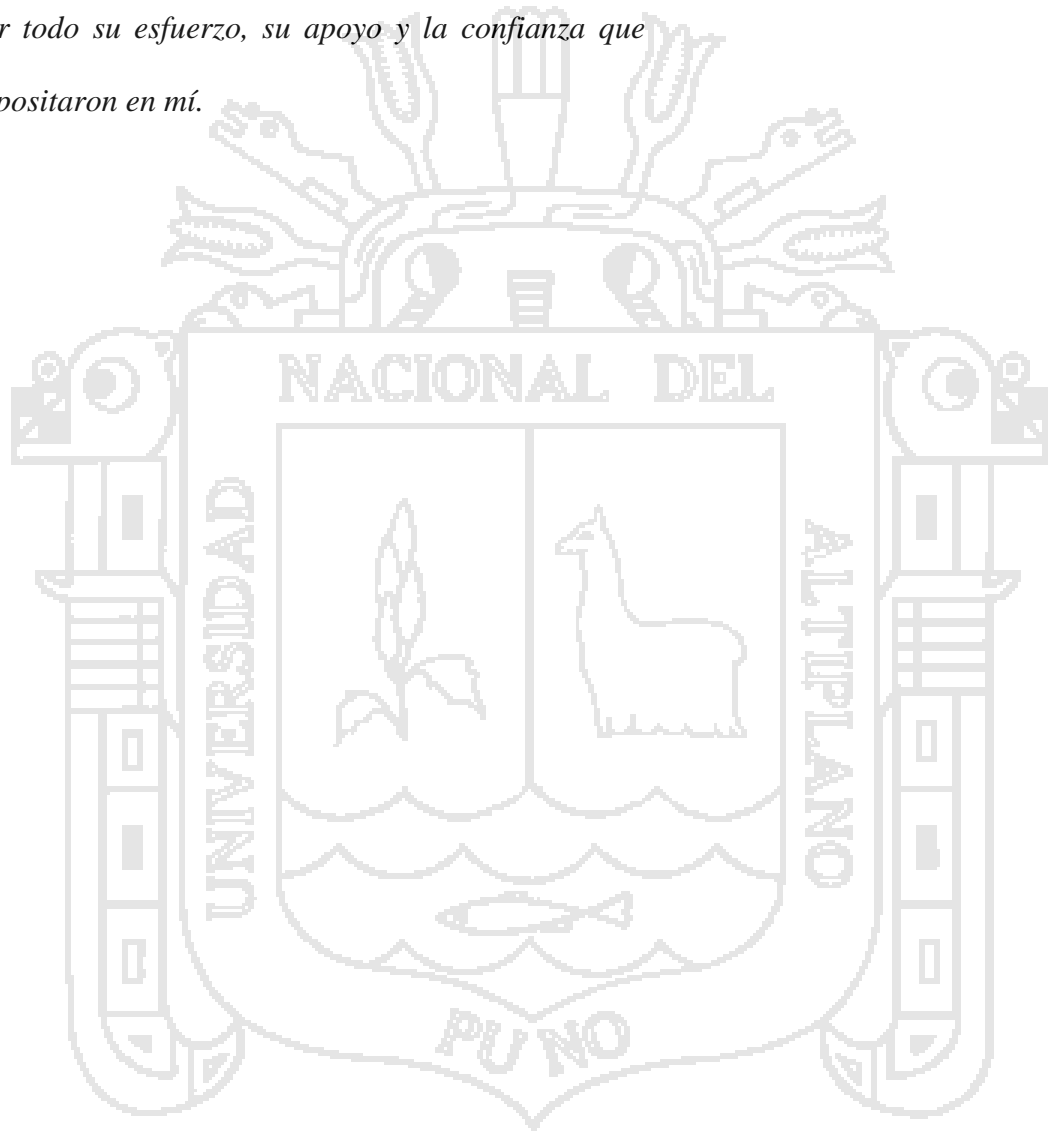 r todo su esfuerzo, su apoyo y la confianza que
positaron en mí.
NACIONAL DEL
UNIVERSIDAD
ALTIPLANO
PUNO